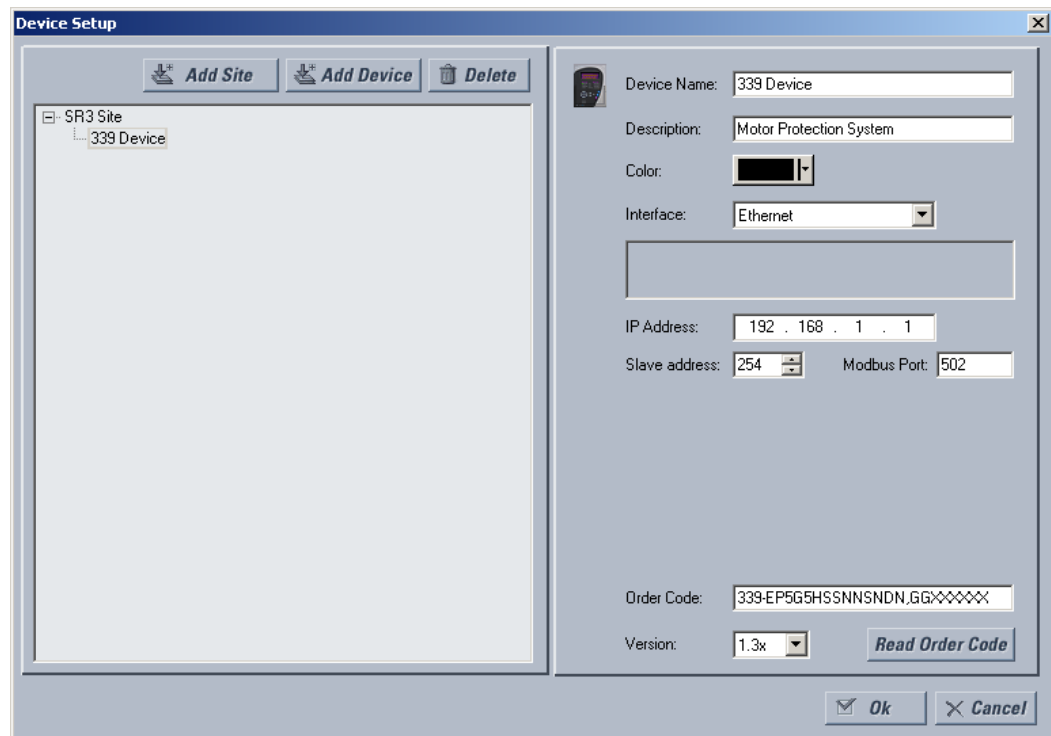 Device Setup
Add Site
Add Device
Delete
SR3 Site
339 Device
Device Name: 339 Device
Description: Motor Protection System
Color:
Interface: Ethernet
IP Address: 192 . 168 . 1 . 1
Slave address: 254 Modbus Port: 502
Order Code: 339-EP5G5HSSNNSNDN,GGXXXXXX
Version: 1.3x Read Order Code
Ok Cancel